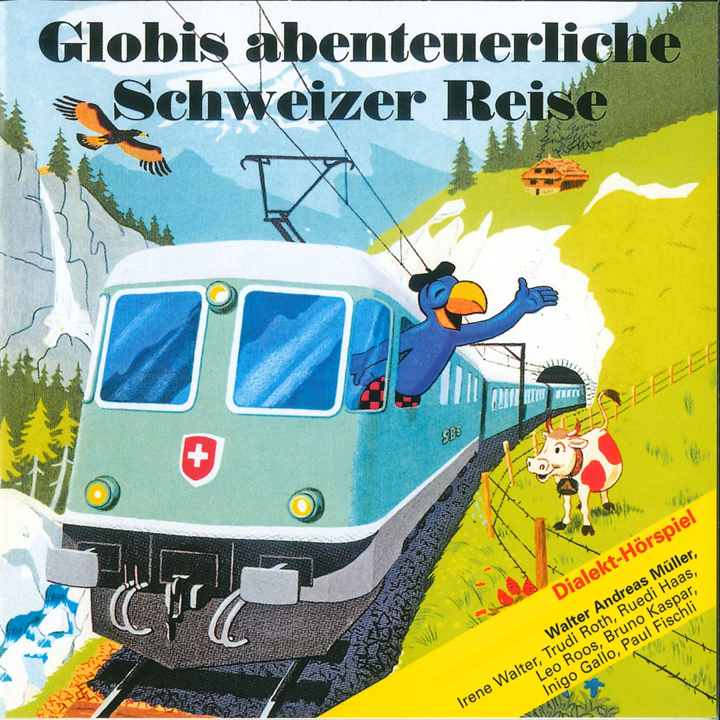 Globis abenteuerliche
Schweizer Reise
SBB
Dialekt-Hörspiel
Walter Andreas Müller,
Irene Walter, Trudi Roth, Ruedi Haas,
Leo Roos, Bruno Kaspar,
Inigo Gallo, Paul Fischli